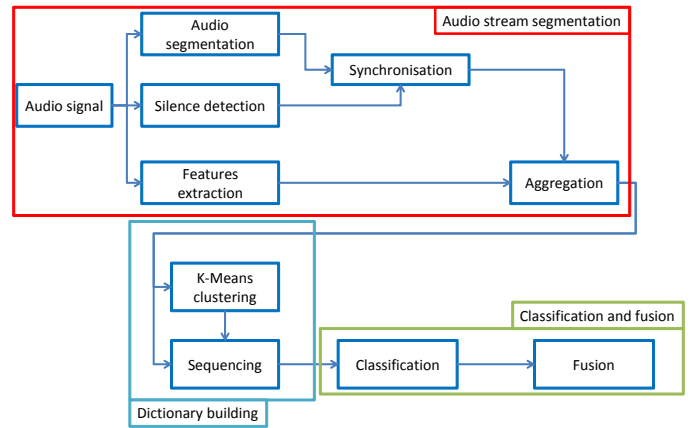 Audio stream segmentation
Audio
segmentation
Synchronisation
Audio signal
Silence detection
Features
extraction
Aggregation
K-Means
clustering
Classification and fusion
Sequencing
Classification
Fusion
Dictionary building